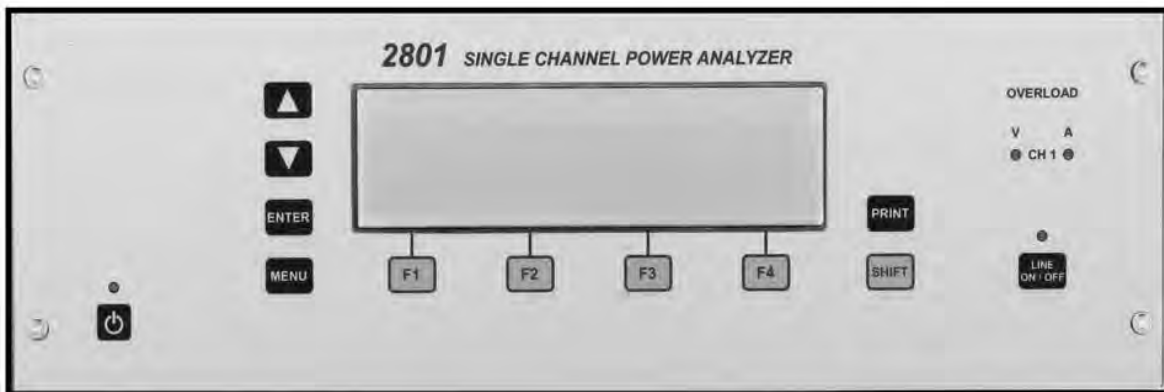 2801 SINGLE CHANNEL POWER ANALYZER
OVERLOAD
V A
CH 1
ENTER
PRINT
MENU
F1
F2
F3
F4
SHIFT
LINE
ON / OFF